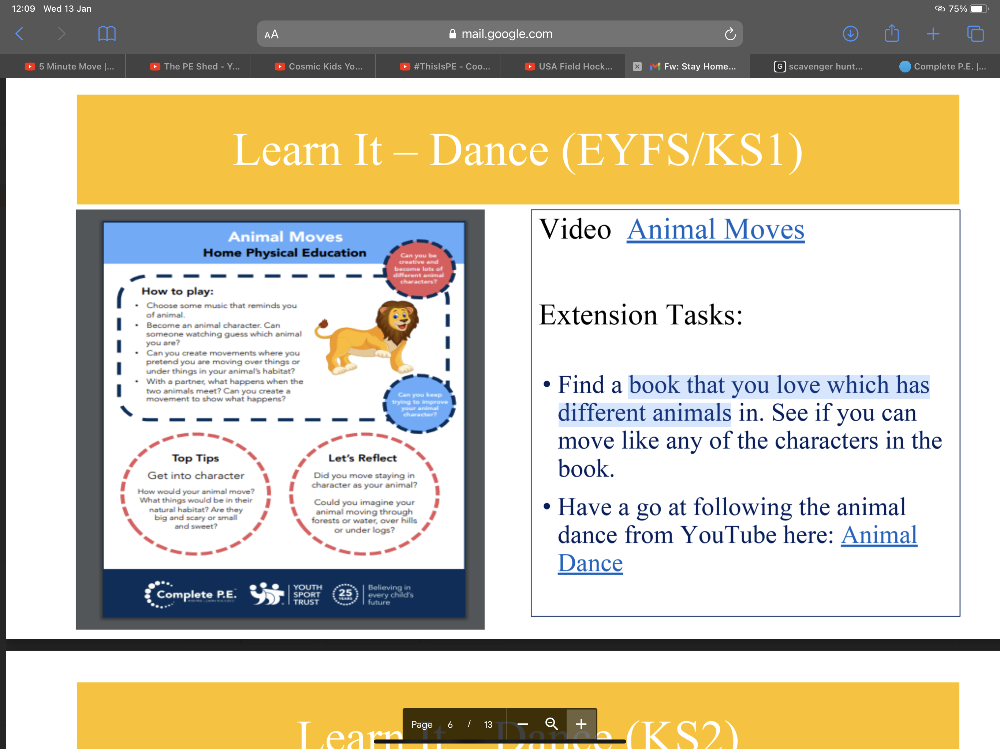 12:09 Wed 13 Jan
75%
AA
mail.google.com
5 Minute Move |...
The PE Shed - Y...
Cosmic Kids Yo...
#ThisIsPE - Coo...
USA Field Hock...
Fw: Stay Home...
G scavenger hunt...
Complete P.E. |...
Learn It – Dance (EYFS/KS1)
Animal Moves
Home Physical Education
Can you be
creative and
become lots of
different animal
characters?
How to play:
• Choose some music that reminds you
of animal.
• Become an animal character. Can
someone watching guess which animal
you are?
• Can you create movements where you
pretend you are moving over things or
under things in your animal's habitat?
• With a partner, what happens when the
two animals meet? Can you create a
movement to show what happens?
Can you keep
trying to improve
your animal
character?
Top Tips
Get into character
How would your animal move?
What things would be in their
natural habitat? Are they
big and scary or small
and sweet?
Let's Reflect
Did you move staying in
character as your animal?
Could you imagine your
animal moving through
forests or water, over hills
or under logs?
Complete P.E.
INSPIRE LEARN SUCCEED
YOUTH
SPORT
TRUST
25
YEARS
Believing in
every child's
future
Video Animal Moves
Extension Tasks:
• Find a book that you love which has
different animals in. See if you can
move like any of the characters in the
book.
• Have a go at following the animal
dance from YouTube here: Animal
Dance
Learn It – Dance (KS2)
Page 6 / 13